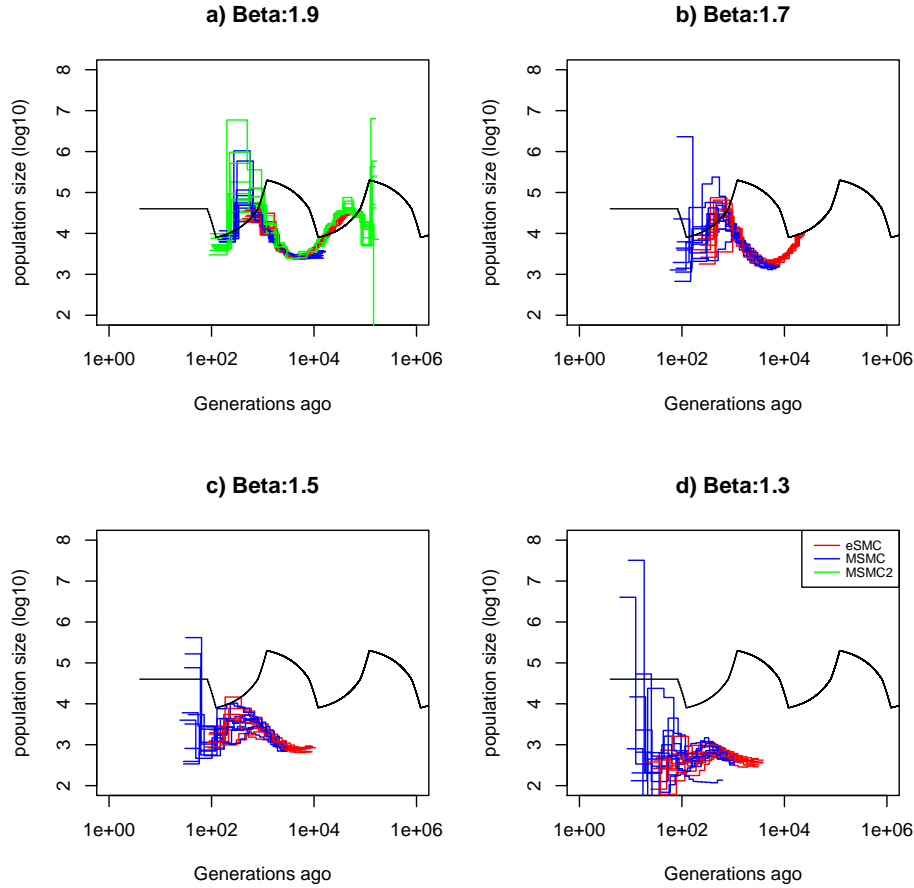 a) Beta:1.9
population size (log10)
8
7
6
5
4
3
2
1e+00 1e+02 1e+04 1e+06
Generations ago
b) Beta:1.7
population size (log10)
8
7
6
5
4
3
2
1e+00 1e+02 1e+04 1e+06
Generations ago
c) Beta:1.5
population size (log10)
8
7
6
5
4
3
2
1e+00 1e+02 1e+04 1e+06
Generations ago
d) Beta:1.3
population size (log10)
8
7
6
5
4
3
2
eSMC
MSMC
MSMC2
1e+00 1e+02 1e+04 1e+06
Generations ago